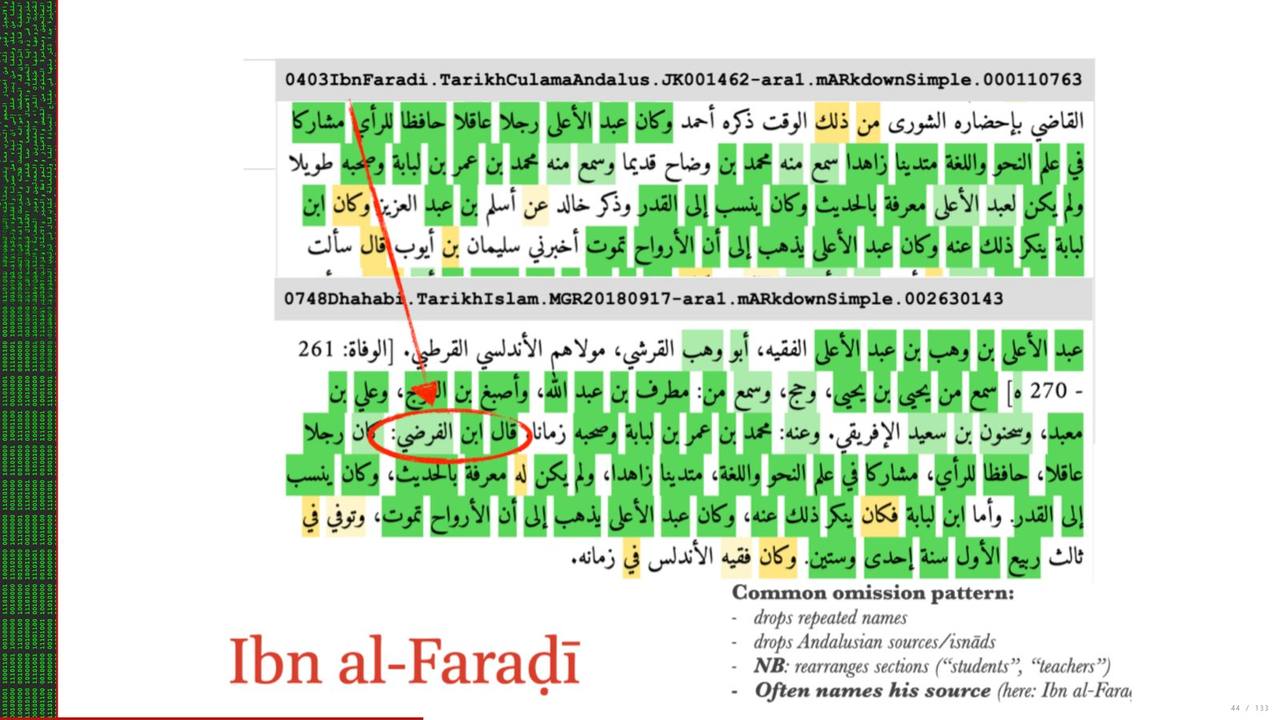 0403IbnFaradi.TarikhCulamaAndalus.JK001462-ara1.mARkdownSimple.000110763
القاضي بإحضاره الشورى من ذلك الوقت ذكره أحمد وكان عبد الأعلى رجلا عاقلا حافظا للرأي مشاركا
في علم النحو واللغة متدينا زاهدا سمع منه محمد بن وضاح قديما وسمع منه محمد بن عمر بن لبابة وصحبه طويلا
ولم يكن لعبد الأعلى معرفة بالحديث وكان ينسب إلى القدر وذكر خالد عن أسلم بن عبد العزيز وكان ابن
لبابة ينكر ذلك عنه وكان عبد الأعلى يذهب إلى أن الأرواح تموت أخبرني سليمان بن أيوب قال سألت
0748Dhahabi.TarikhIslam.MGR20180917-ara1.mARkdownSimple.002630143
عبد الأعلى بن وهب بن عبد الأعلى الفقيه، أبو وهب القرشي، مولاهم الأندلسي القرطبي. [الوفاة: 261
- 270 ه] سمع من يحيى بن يحيى، وحج، وسمع من: مطرف بن عبد الله، وأصبغ بن الفرج، وعلي بن
معبد، وسحنون بن سعيد الإفريقي. وعنه: محمد بن عمر بن لبابة وصحبه زمانا. قال ابن الفرضي: كان رجلا
عاقلا، حافظا للرأي، مشاركا في علم النحو واللغة، متدينا زاهدا، ولم يكن له معرفة بالحديث، وكان ينسب
إلى القدر. وأما ابن لبابة فكان ينكر ذلك عنه، وكان عبد الأعلى يذهب إلى أن الأرواح تموت، وتوفي في
ثالث ربيع الأول سنة إحدى وستين. وكان فقيه الأندلس في زمانه.
Common omission pattern:
- drops repeated names
- drops Andalusian sources/isnāds
- NB: rearranges sections (“students”, “teachers”)
- Often names his source (here: Ibn al-Fara
Ibn al-Faraḍī
44 / 133